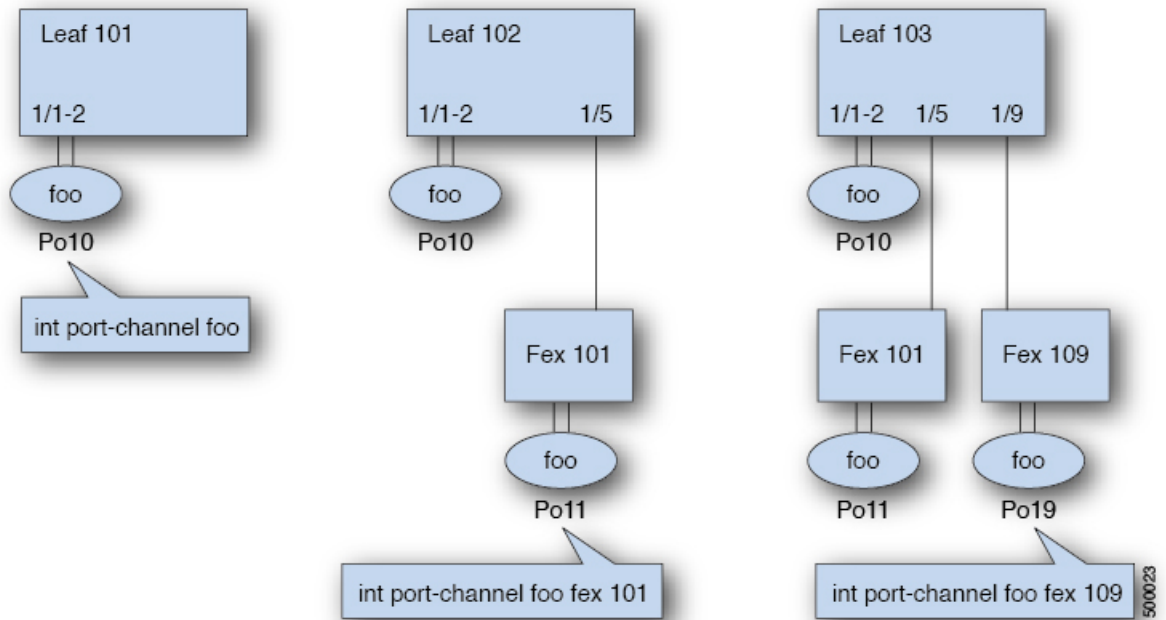 Leaf 101
1/1-2
foo
Po10
int port-channel foo
Leaf 102
1/1-2 1/5
foo
Po10
Fex 101
foo
Po11
int port-channel foo fex 101
Leaf 103
1/1-2 1/5 1/9
foo
Po10
Fex 101
foo
Po11
Fex 109
foo
Po19
int port-channel foo fex 109
500023